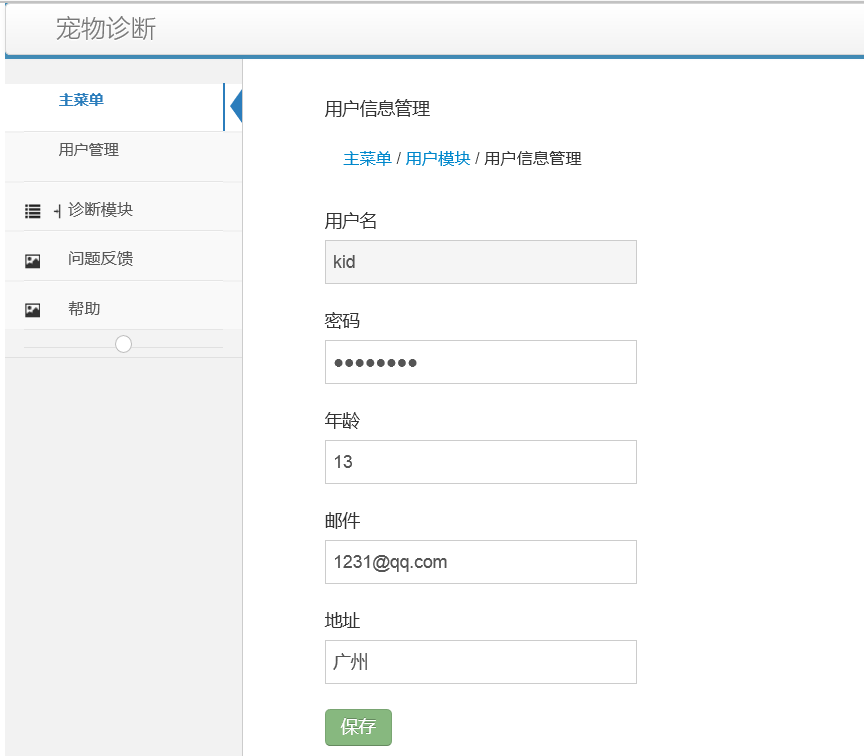 宠物诊断
主菜单
用户管理
诊断模块
问题反馈
帮助
用户信息管理
主菜单 / 用户模块 / 用户信息管理
用户名
kid
密码
●●●●●●●●
年龄
13
邮件
1231@qq.com
地址
广州
保存